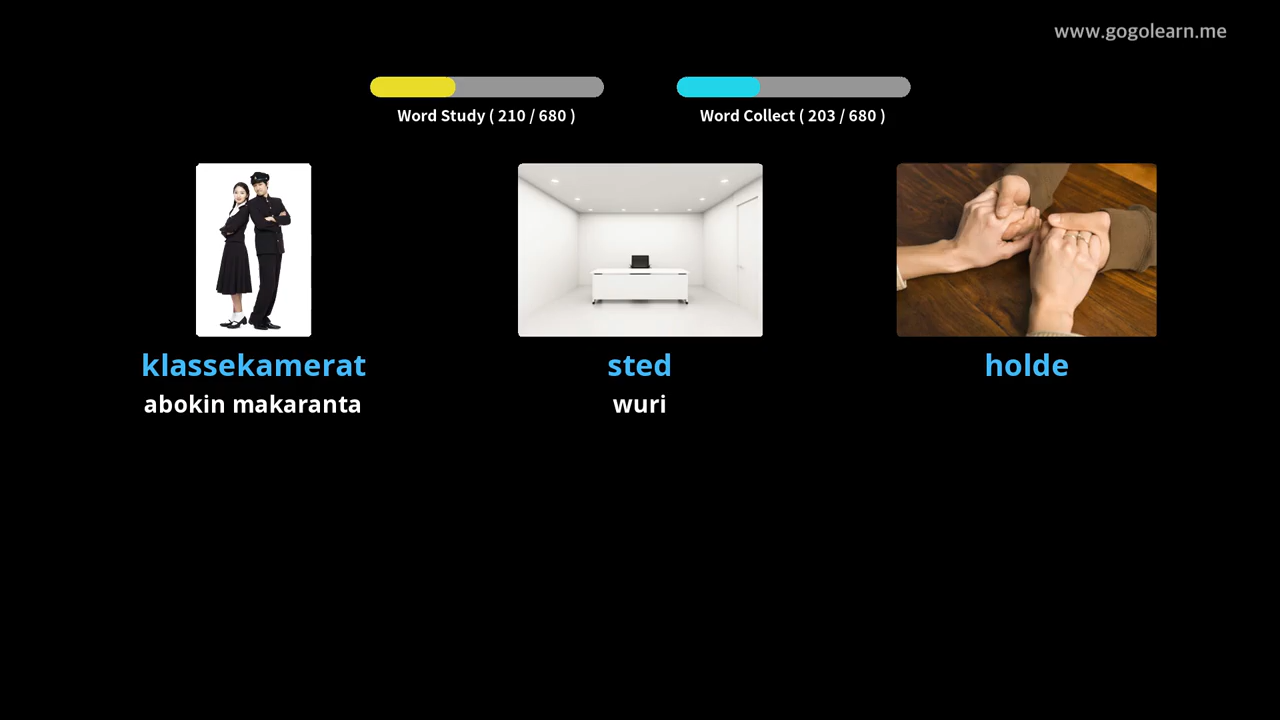 www.gogolearn.me
Word Study ( 210 / 680 )
Word Collect ( 203 / 680 )
klassekamerat
sted
holde
abokin makaranta
wuri